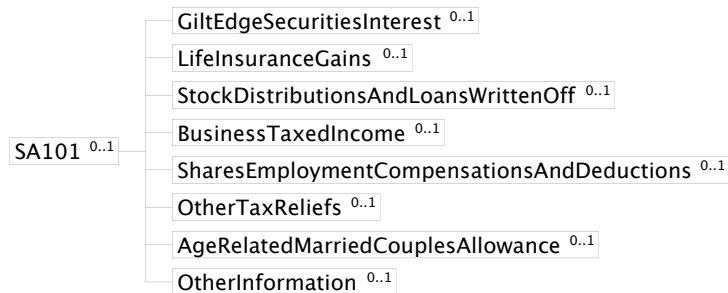 GiltEdgeSecuritiesInterest 0..1
LifeInsuranceGains 0..1
StockDistributionsAndLoansWrittenOff 0..1
BusinessTaxedIncome 0..1
SA101 0..1
SharesEmploymentCompensationsAndDeductions 0..1
OtherTaxReliefs 0..1
AgeRelatedMarriedCouplesAllowance 0..1
OtherInformation 0..1